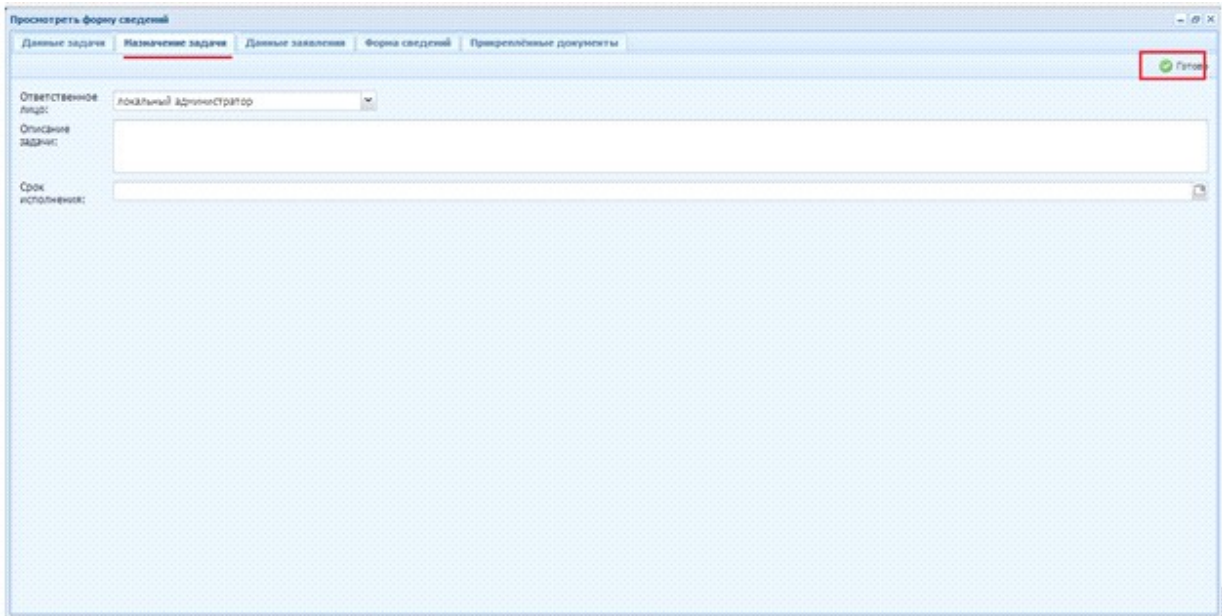 Просмотреть форму сведений
Данные задачи Назначение задачи Данные заявления Форма сведений Прикреплённые документы
Готово
Ответственное локальный администратор
лицо:
Описание
задачи:
Срок
исполнения: